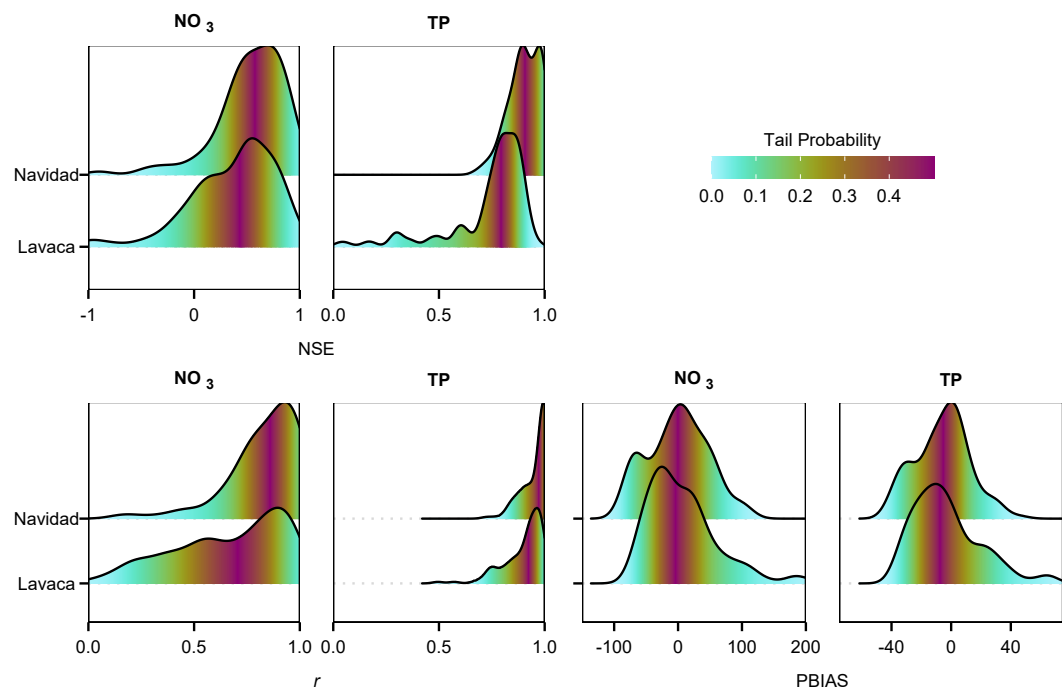 NO 3 TP
Tail Probability
0.0 0.1 0.2 0.3 0.4
Navidad
Lavaca
-1 0 1 0.0 0.5 1.0
NSE
NO 3 TP NO 3 TP
Navidad
Lavaca
0.0 0.5 1.0 0.0 0.5 1.0 -100 0 100 200 -40 0 40
r PBIAS